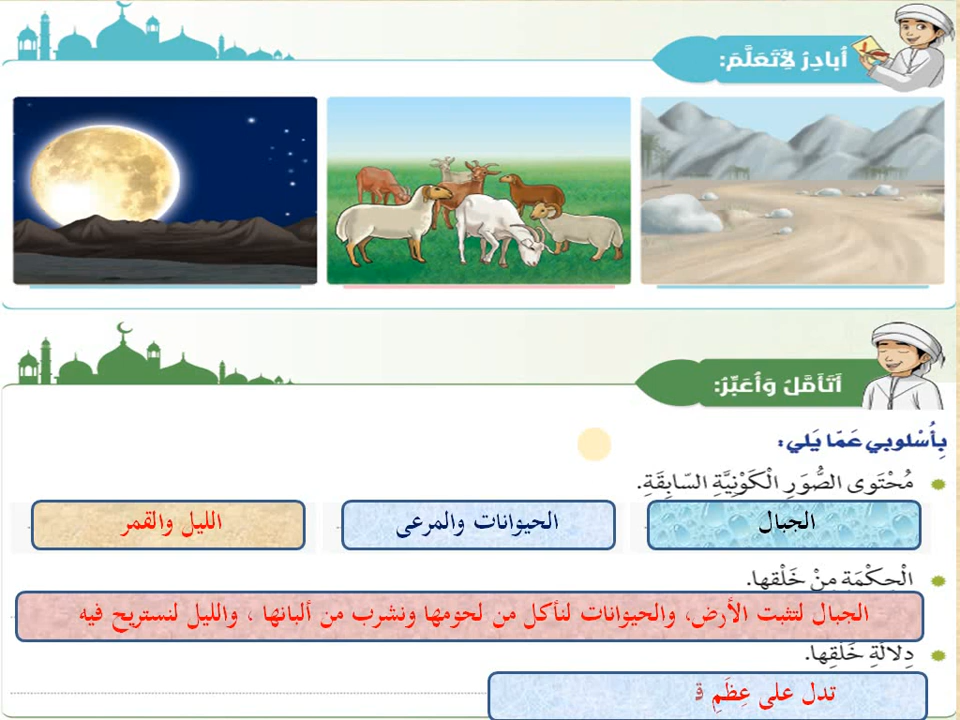 أُبادِرُ لِأَتَعَلَّمَ:
أَتَأَمَّلُ وَأُعَبِّرُ:
بِأُسْلوبي عَمّا يَلي:
مُحْتَوى الصُّوَرِ الْكَوْنِيَّةِ السّابِقَةِ.
الجبال
الحيوانات والمرعى
الليل والقمر
الْحِكْمَةِ مِنْ خَلْقِها.
الجبال لتثبت الأرض، والحيوانات لنأكل من لحومها ونشرب من ألبانها ، والليل لنستريح فيه
دِلالَةِ خَلْقِها.
تدل على عِظَمِ